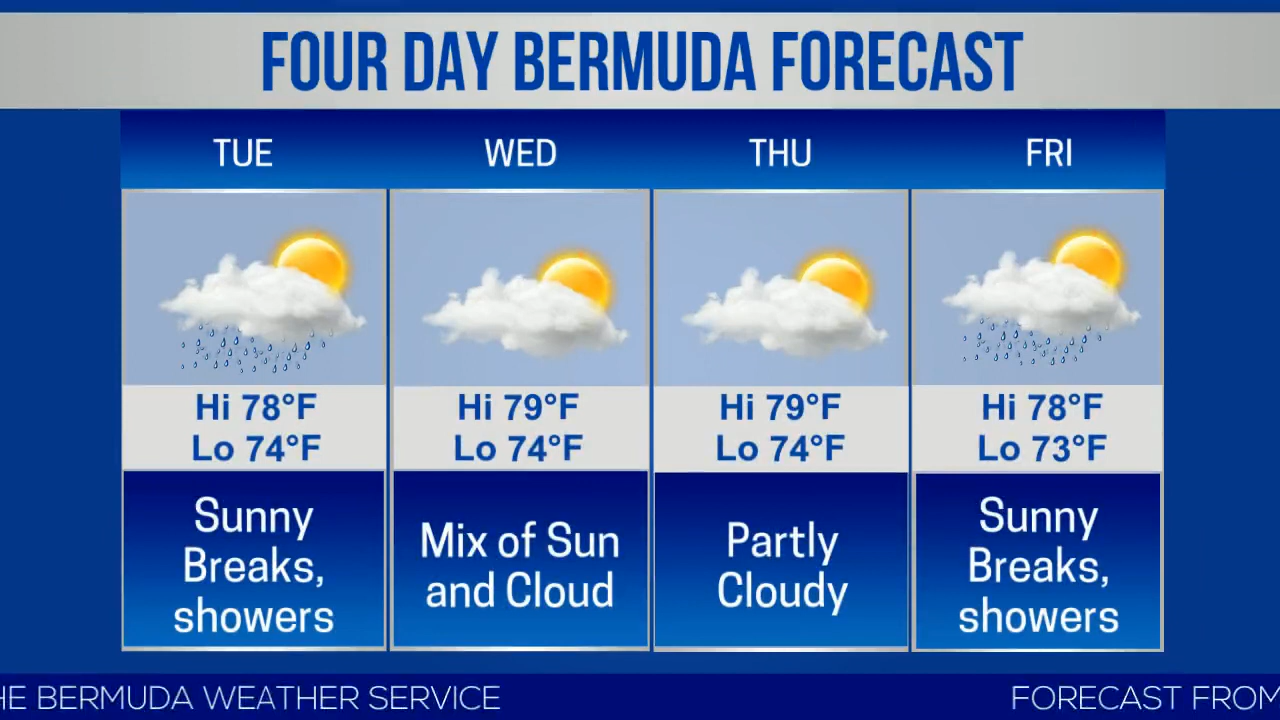 FOUR DAY BERMUDA FORECAST
TUE
WED
THU
FRI
Hi 78°F
Lo 74°F
Hi 79°F
Lo 74°F
Hi 79°F
Lo 74°F
Hi 78°F
Lo 73°F
Sunny
Breaks,
showers
Mix of Sun
and Cloud
Partly
Cloudy
Sunny
Breaks,
showers
HE BERMUDA WEATHER SERVICE
FORECAST FROM